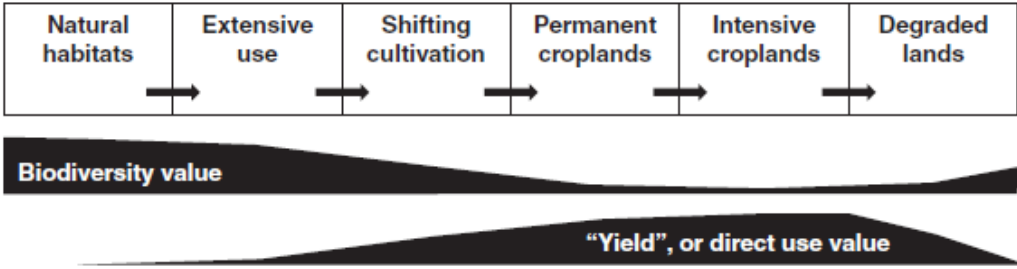 Natural habitats
Extensive use
Shifting cultivation
Permanent croplands
Intensive croplands
Degraded lands
Biodiversity value
“Yield”, or direct use value